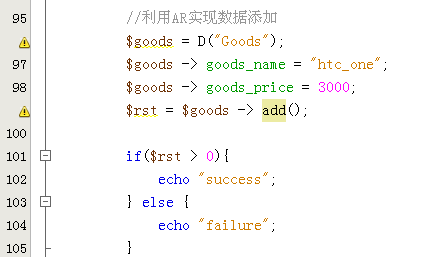 95 //利用AR实现数据添加
$goods = D("Goods");
97 $goods -> goods_name = "htc_one";
98 $goods -> goods_price = 3000;
$rst = $goods -> add();
100
101 if($rst > 0){
102 echo "success";
103 } else {
104 echo "failure";
105 }